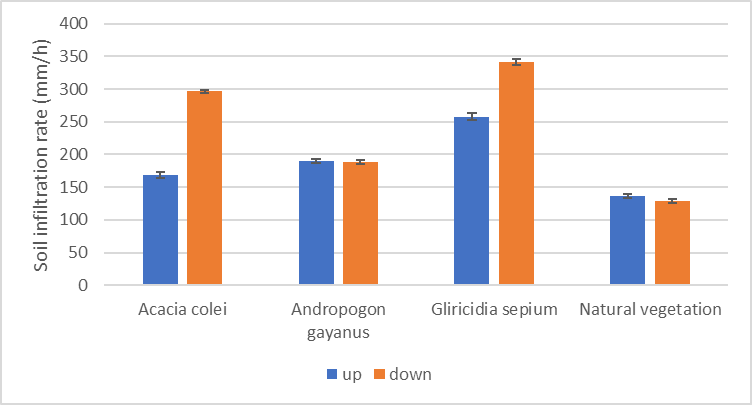 Soil infiltration rate (mm/h)
400
350
300
250
200
150
100
50
0
Acacia colei
Andropogon
gayanus
Gliricidia sepium
Natural vegetation
up
down